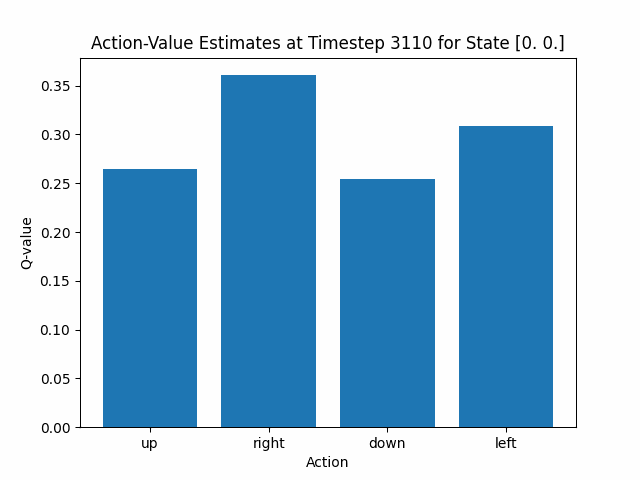 Action-Value Estimates at Timestep 3110 for State [0. 0.]
0.35
0.30
0.25
0.20
0.15
0.10
0.05
0.00
Q-value
up right down left
Action